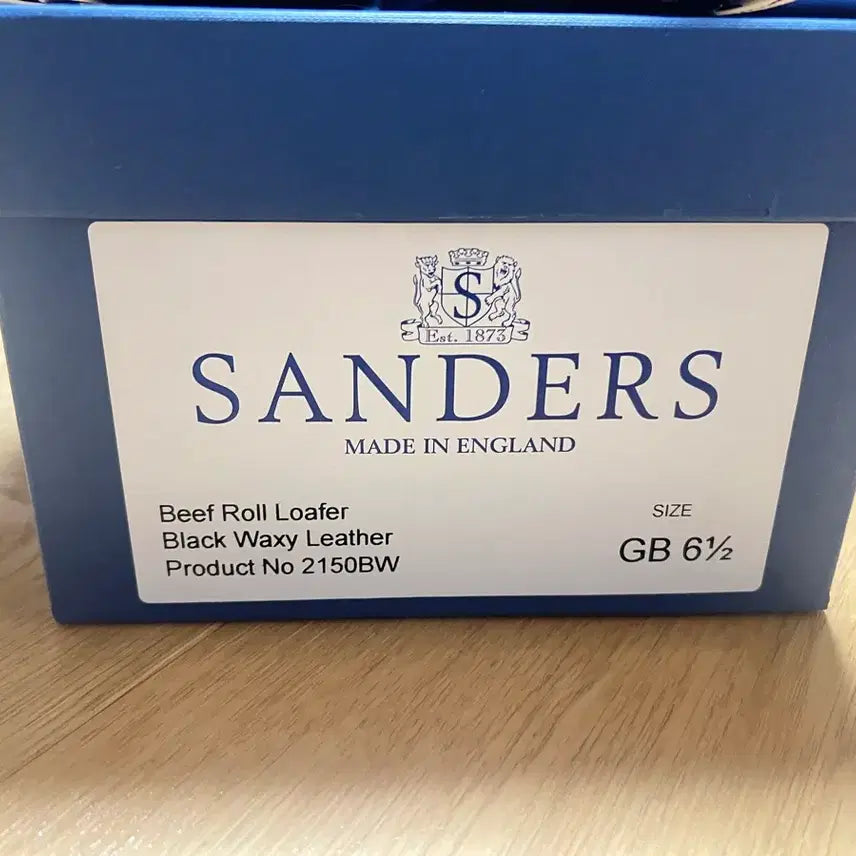 S
Est. 1873
SANDERS
MADE IN ENGLAND
Beef Roll Loafer
Black Waxy Leather
Product No 2150BW
SIZE
GB 6½